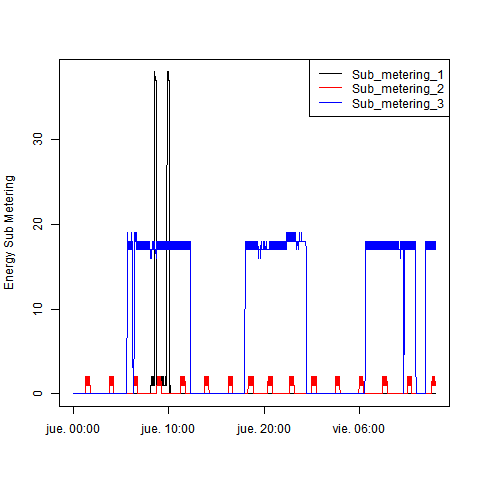 Sub_metering_1
Sub_metering_2
Sub_metering_3
Energy Sub Metering
30
20
10
0
jue. 00:00 jue. 10:00 jue. 20:00 vie. 06:00